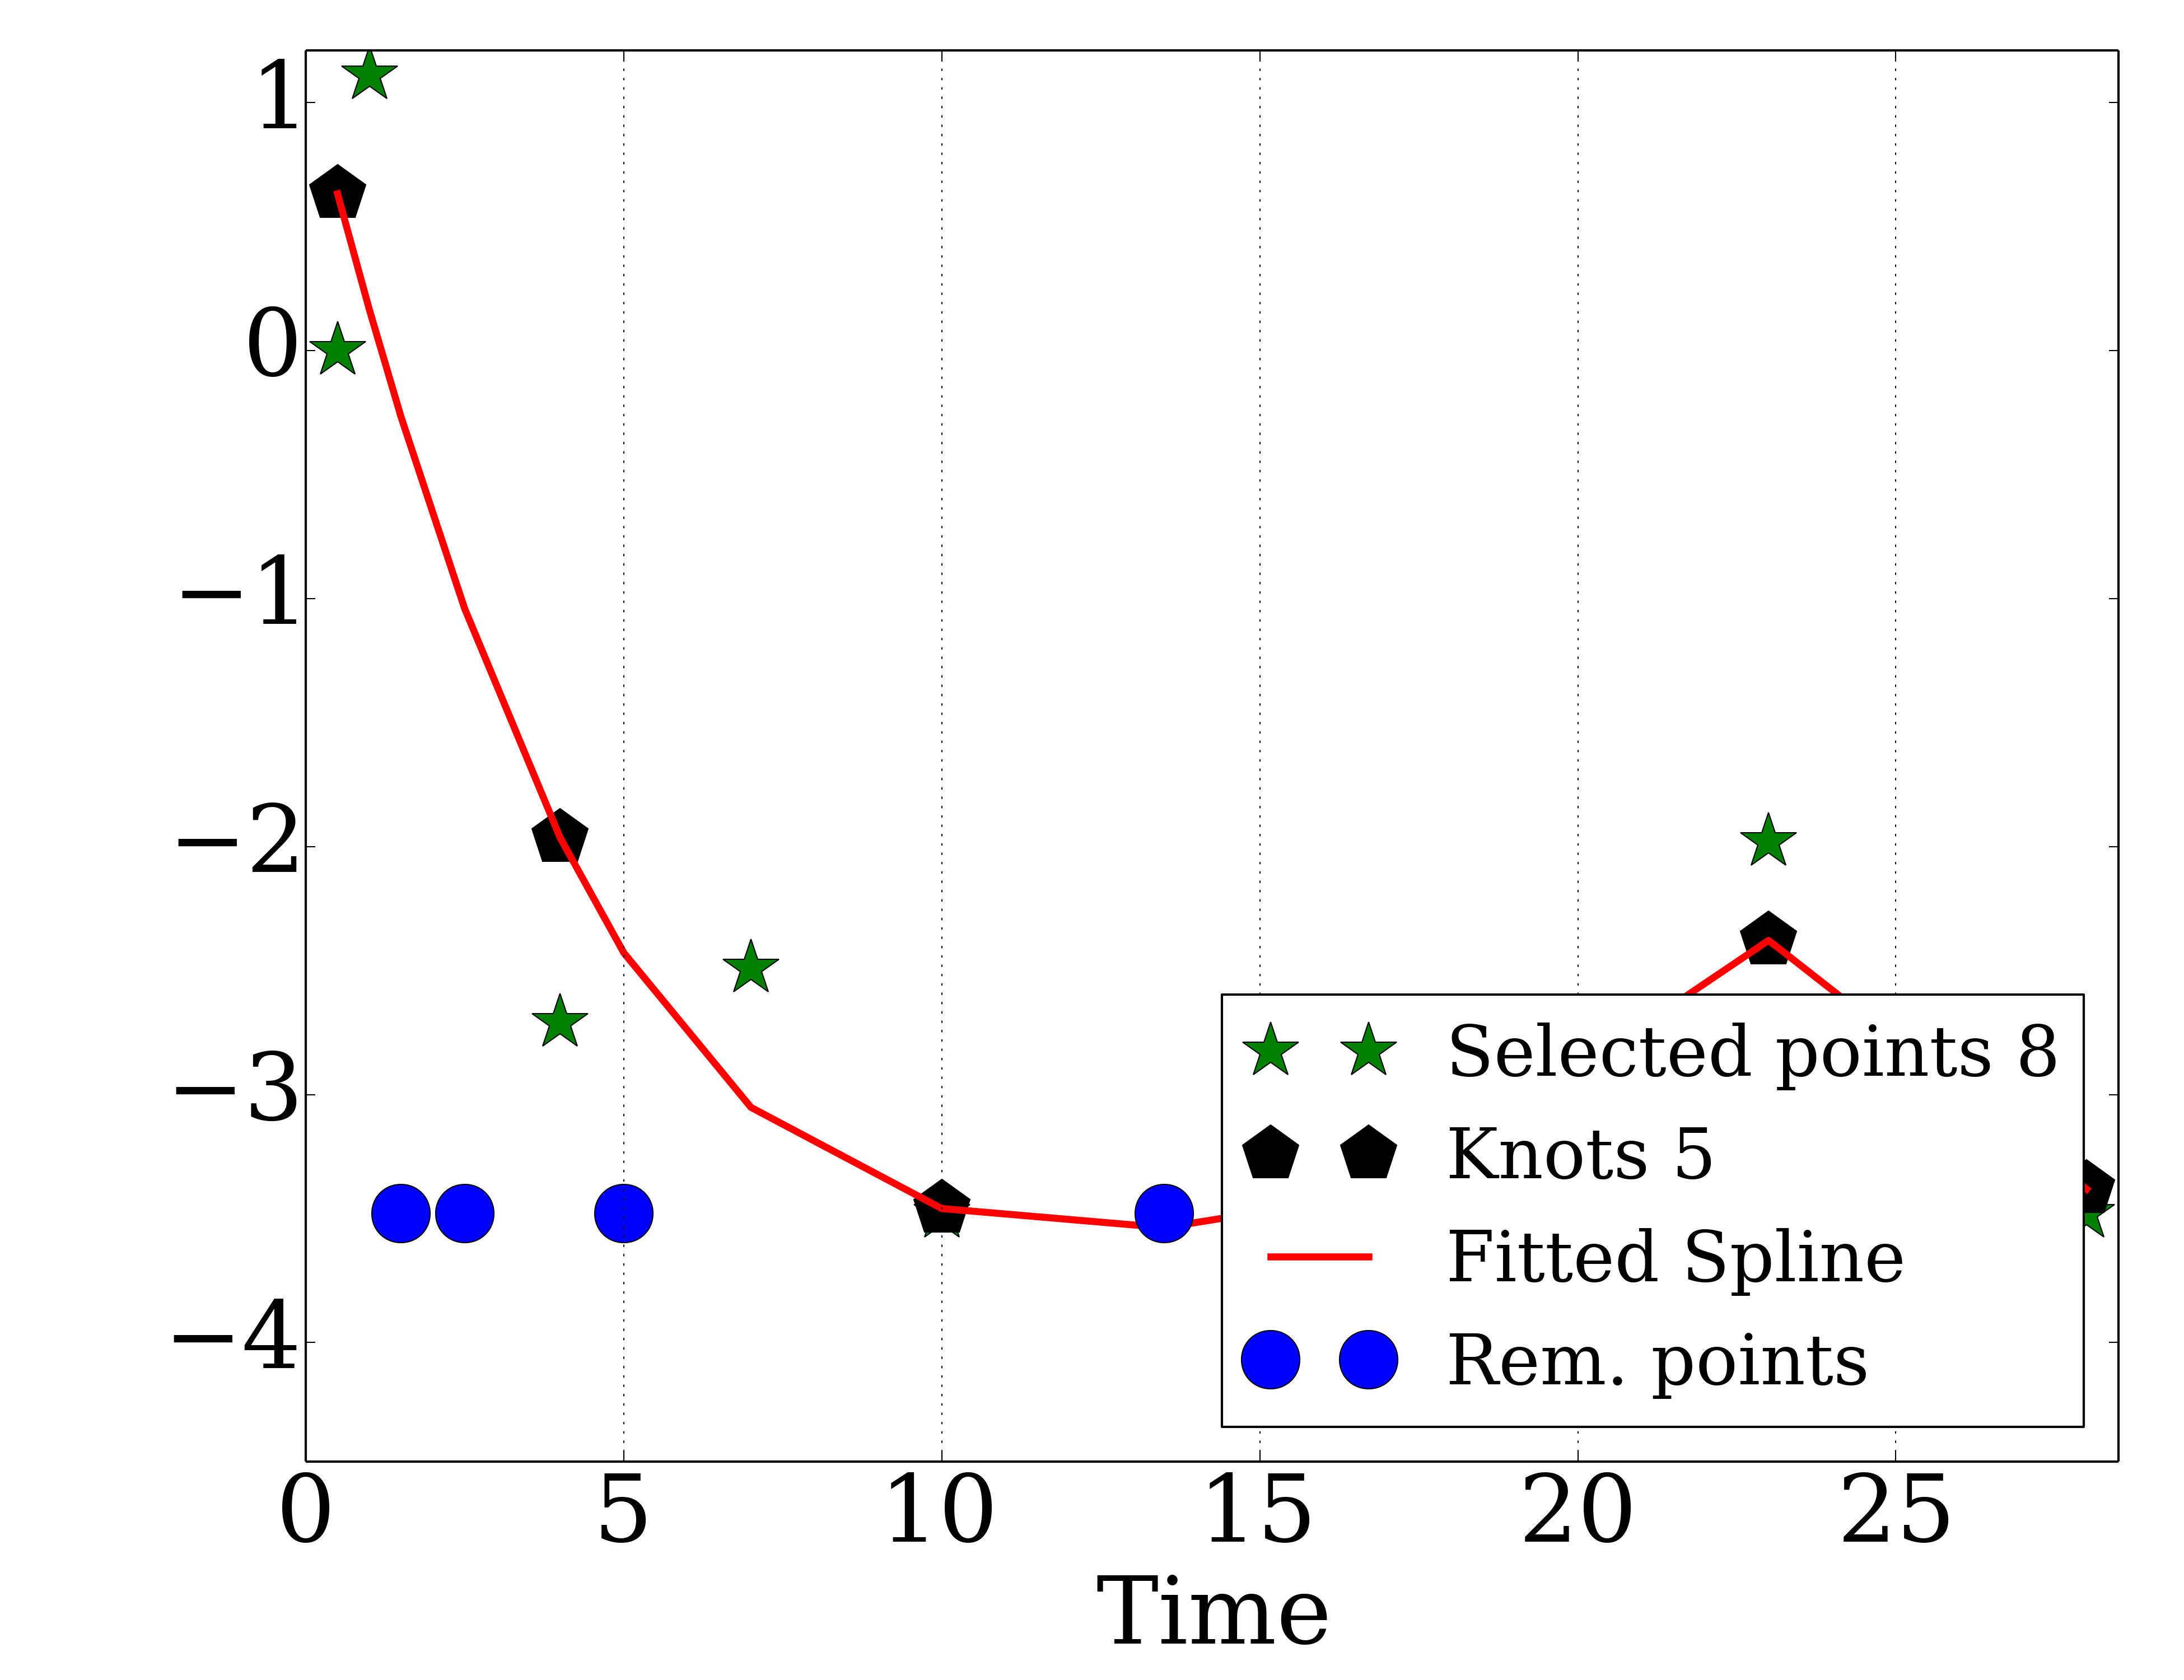 1
0
−1
−2
−3
−4
Selected points 8
Knots 5
Fitted Spline
Rem. points
0 5 10 15 20 25
Time